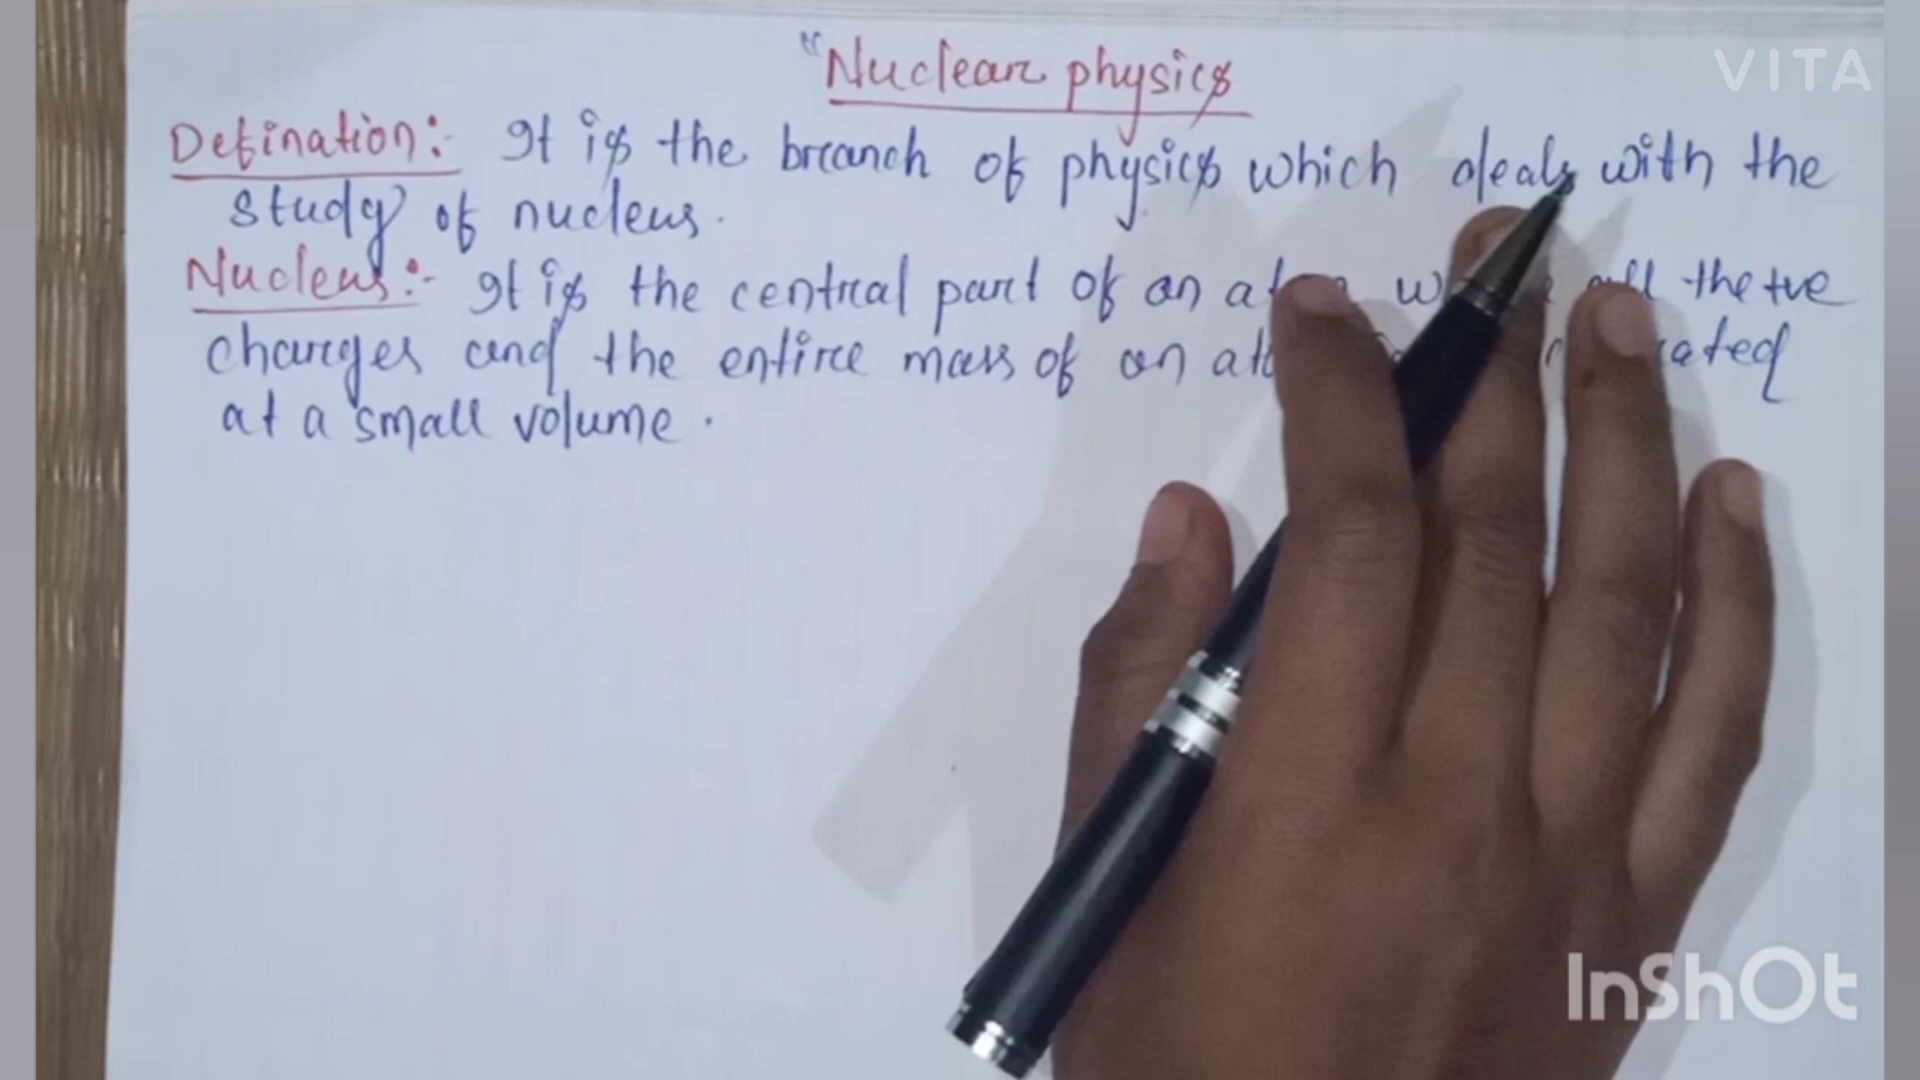 "Nuclear physics
VITA
Defination:- It is the branch of physics which deals with the
study of nucleus.
Nucleus:- It is the central part of an all the +ve
charges and the entire mass of an
at a small volume.
InShOt